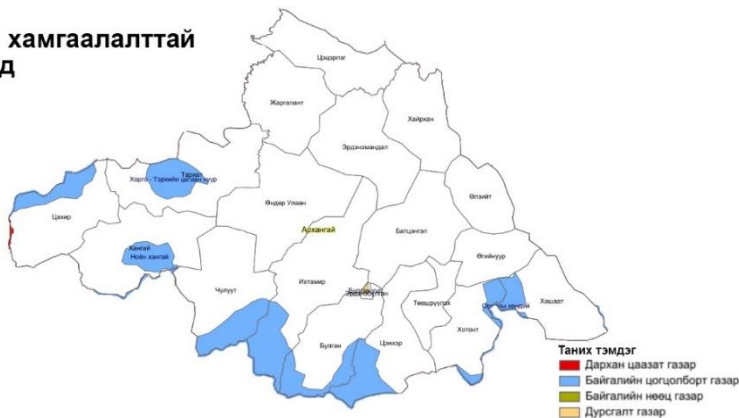 хамгаалалттай
д
Цэцэрлэг
Жаргалант
Хайрхан
Эрдэнэмандал
Тариат
Хорго - Тэрхийн цагаан нуур
Өлзийт
Өндөр Улаан
Цахир
Архангай
Батцэнгэл
Хангай
Ноён хангай
Өгийнуур
Чулуут
Ихтамир
Төвшрүүлэх
Хашаат
Хотонт
Булган
Цэнхэр
Таних тэмдэг
Дархан цаазат газар
Байгалийн цогцолборт газар
Байгалийн нөөц газар
Дурсгалт газар